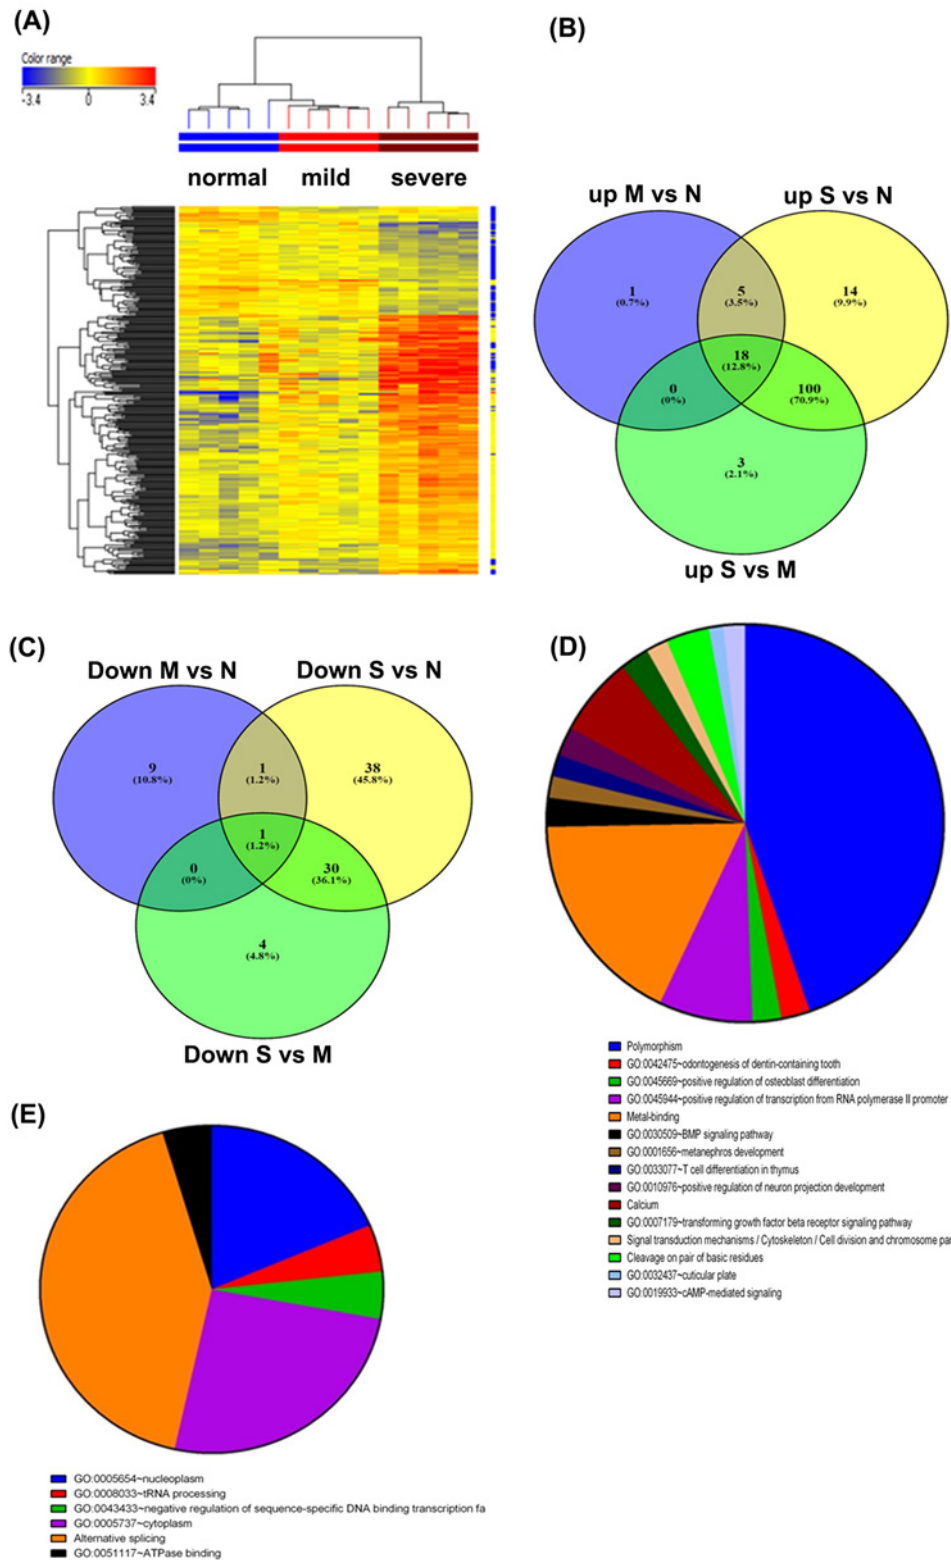 (A)
Color range
-3.4 0 3.4
normal mild severe
(B)
up M vs N up S vs N
1
(0.7%)
5
(3.5%)
14
(9.9%)
18
(12.8%)
0
(0%)
100
(70.9%)
3
(2.1%)
up S vs M
(C)
Down M vs N Down S vs N
9
(10.8%)
1
(1.2%)
38
(45.8%)
1
(1.2%)
0
(0%)
30
(36.1%)
4
(4.8%)
Down S vs M
(D)
Polymorphism
GO:0042475~odontogenesis of dentin-containing tooth
GO:0045669~positive regulation of osteoblast differentiation
GO:0045944~positive regulation of transcription from RNA polymerase II promoter
Metal-binding
GO:0030509~BMP signaling pathway
GO:0001656~metanephros development
GO:0033077~T cell differentiation in thymus
GO:0010976~positive regulation of neuron projection development
Calcium
GO:0007179~transforming growth factor beta receptor signaling pathway
Signal transduction mechanisms / Cytoskeleton / Cell division and chromosome par
Cleavage on pair of basic residues
GO:0032437~cuticular plate
GO:0019933~cAMP-mediated signaling
(E)
GO:0005654~nucleoplasm
GO:0008033~tRNA processing
GO:0043433~negative regulation of sequence-specific DNA binding transcription fa
GO:0005737~cytoplasm
Alternative splicing
GO:0051117~ATPase binding